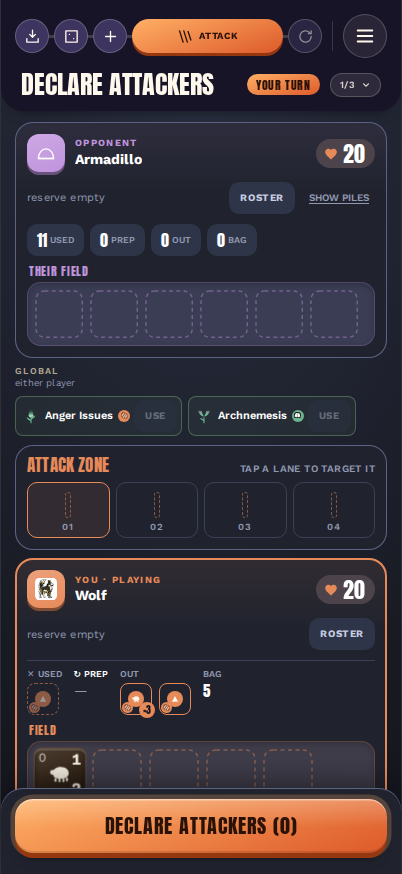 ATTACK
DECLARE ATTACKERS
YOUR TURN
1/3
OPPONENT
Armadillo
20
reserve empty
ROSTER
SHOW PILES
11 USED
0 PREP
0 OUT
0 BAG
THEIR FIELD
GLOBAL
either player
Anger Issues
USE
Archnemesis
USE
ATTACK ZONE
TAP A LANE TO TARGET IT
01
02
03
04
YOU · PLAYING
Wolf
20
reserve empty
ROSTER
× USED
↻ PREP
OUT
BAG
—
-3
5
FIELD
0
1
DECLARE ATTACKERS (0)